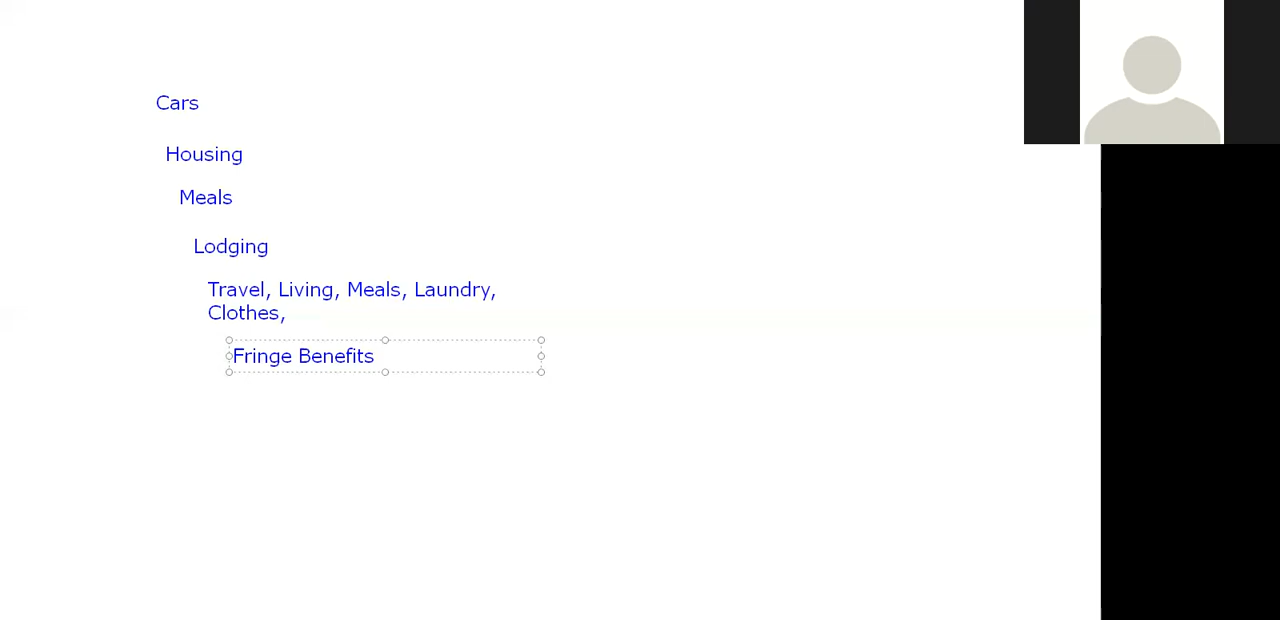 Cars
Housing
Meals
Lodging
Travel, Living, Meals, Laundry,
Clothes,
Fringe Benefits